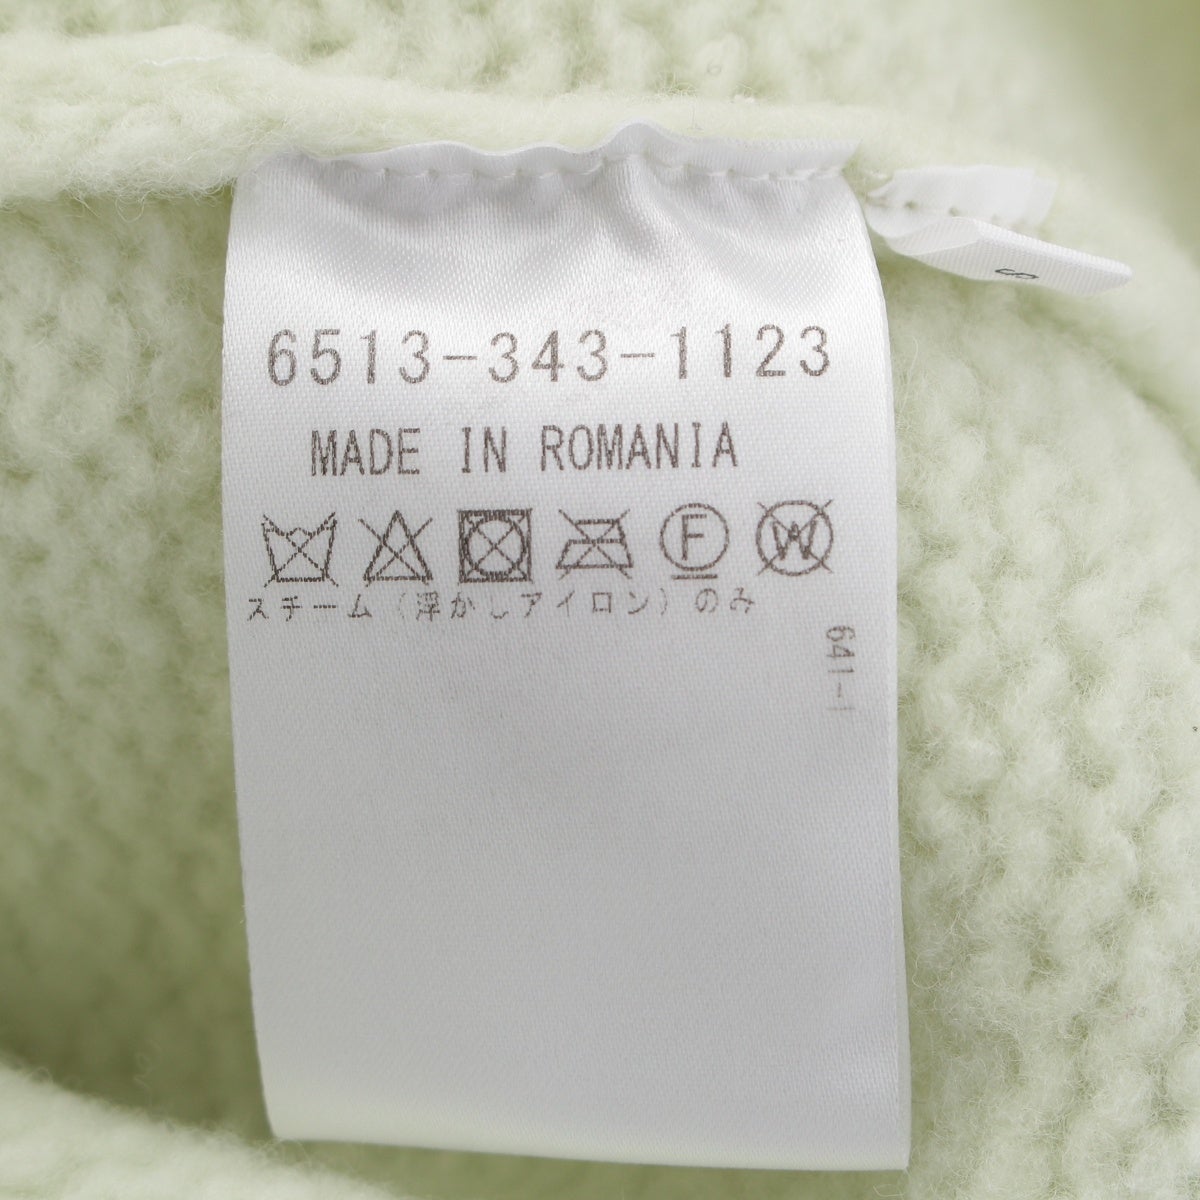 S
6513-343-1123
MADE IN ROMANIA
F W
スチーム(浮かしアイロン)のみ
641-1